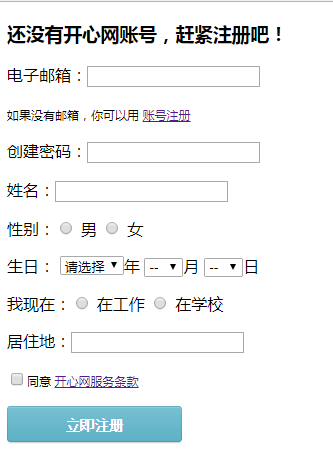 还没有开心网账号，赶紧注册吧！
电子邮箱：
如果没有邮箱，你可以用 账号注册
创建密码：
姓名：
性别： 男 女
生日： 请选择 年 -- 月 -- 日
我现在： 在工作 在学校
居住地：
同意 开心网服务条款
立即注册